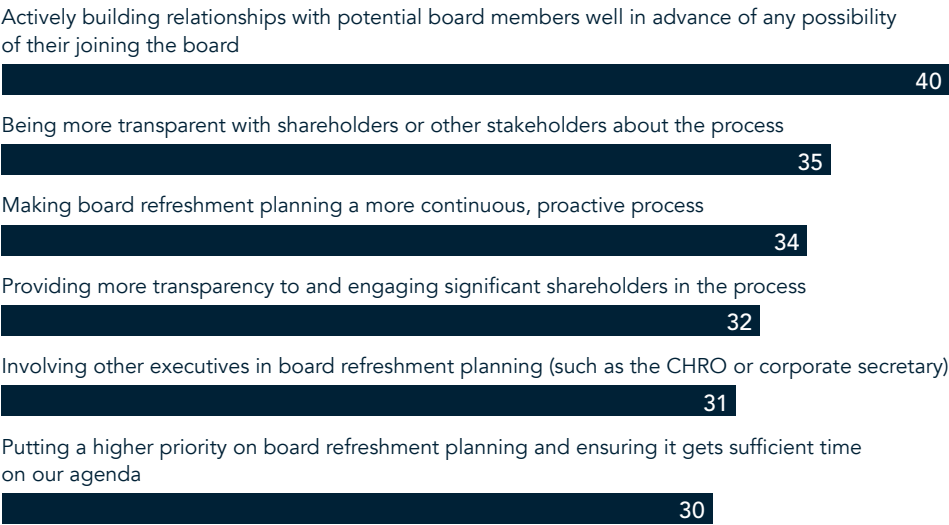 Actively building relationships with potential board members well in advance of any possibility
of their joining the board
40
Being more transparent with shareholders or other stakeholders about the process
35
Making board refreshment planning a more continuous, proactive process
34
Providing more transparency to and engaging significant shareholders in the process
32
Involving other executives in board refreshment planning (such as the CHRO or corporate secretary)
31
Putting a higher priority on board refreshment planning and ensuring it gets sufficient time
on our agenda
30